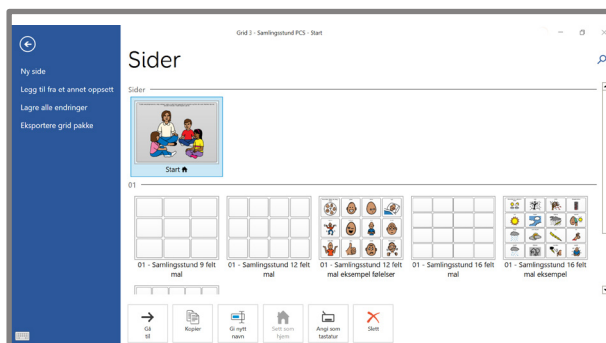 Grid 3 - Samlingsstund PCS - Start
Sider
Ny side
Legg til fra et annet oppsett
Lagre alle endringer
Eksportere grid pakke
Sider
Start
01
01 - Samlingsstund 9 felt
mal
01 - Samlingsstund 12 felt
mal
01 - Samlingsstund 12 felt
mal eksempel følelser
01 - Samlingsstund 16 felt
mal
01 - Samlingsstund 16 felt
mal eksempel
Gå
til
Kopier
Gi nytt
navn
Sett som
hjem
Angi som
tastatur
Slett